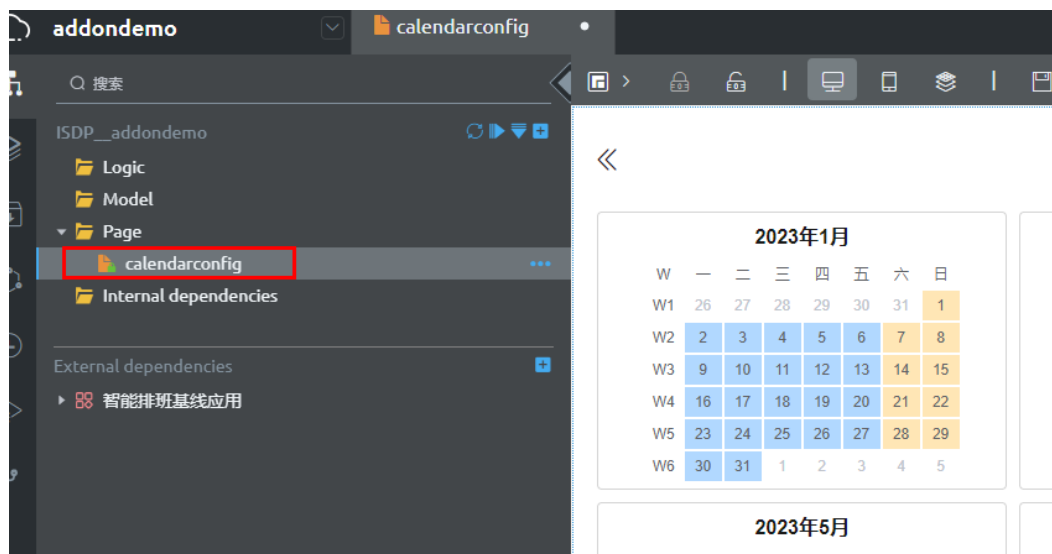 addondemo
calendarconfig
搜索
ISDP__addondemo
Logic
Model
Page
calendarconfig
Internal dependencies
External dependencies
智能排班基线应用
2023年1月
W 一 二 三 四 五 六 日
W1 26 27 28 29 30 31 1
W2 2 3 4 5 6 7 8
W3 9 10 11 12 13 14 15
W4 16 17 18 19 20 21 22
W5 23 24 25 26 27 28 29
W6 30 31 1 2 3 4 5
2023年5月